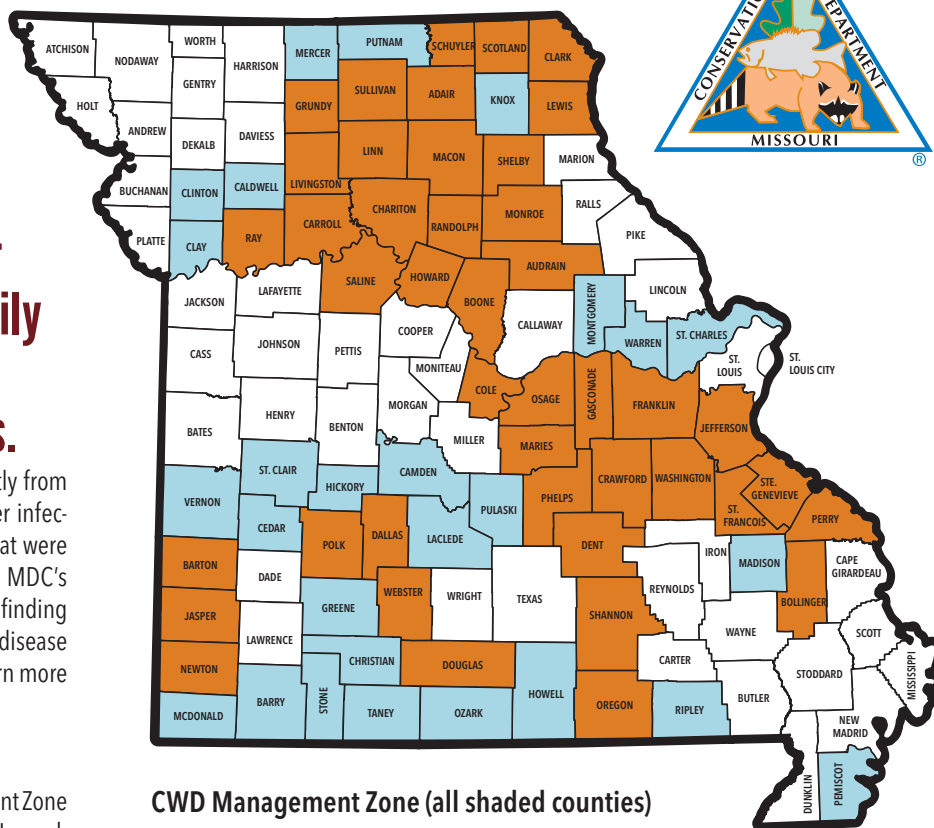 ily
s.
tly from
er infec-
at were
MDC's
finding
disease
rn more
nt Zone
CONSERVATI
EPARTMENT
MISSOURI
®
ATCHISON
NODAWAY
WORTH
GENTRY
HARRISON
MERCER
PUTNAM
SCHUYLER
SCOTLAND
CLARK
HOLT
ANDREW
DEKALB
DAVIESS
GRUNDY
SULLIVAN
ADAIR
KNOX
LEWIS
BUCHANAN
CLINTON
CALDWELL
LIVINGSTON
LINN
MACON
SHELBY
MARION
PLATTE
CLAY
RAY
CARROLL
CHARITON
RANDOLPH
MONROE
RALLS
PIKE
JACKSON
LAFAYETTE
SALINE
HOWARD
BOONE
AUDRAIN
CALLAWAY
MONTGOMERY
LINCOLN
WARREN
ST. CHARLES
ST.
LOUIS
ST.
LOUIS CITY
CASS
JOHNSON
PETTIS
COOPER
MONITEAU
COLE
OSAGE
GASCONADE
FRANKLIN
JEFFERSON
BATES
HENRY
BENTON
MORGAN
MILLER
MARIES
VERNON
ST. CLAIR
HICKORY
CAMDEN
PULASKI
PHELPS
CRAWFORD
WASHINGTON
ST.
FRANCOIS
STE.
GENEVIEVE
PERRY
CEDAR
POLK
DALLAS
LACLEDE
DENT
IRON
MADISON
BOLLINGER
CAPE
GIRARDEAU
BARTON
DADE
GREENE
WEBSTER
WRIGHT
TEXAS
SHANNON
REYNOLDS
WAYNE
SCOTT
JASPER
LAWRENCE
CHRISTIAN
DOUGLAS
CARTER
STODDARD
MISSISSIPPI
NEWTON
BARRY
STONE
TANEY
OZARK
HOWELL
OREGON
RIPLEY
BUTLER
NEW
MADRID
MCDONALD
DUNKLIN
PEMISCOT
CWD Management Zone (all shaded counties)